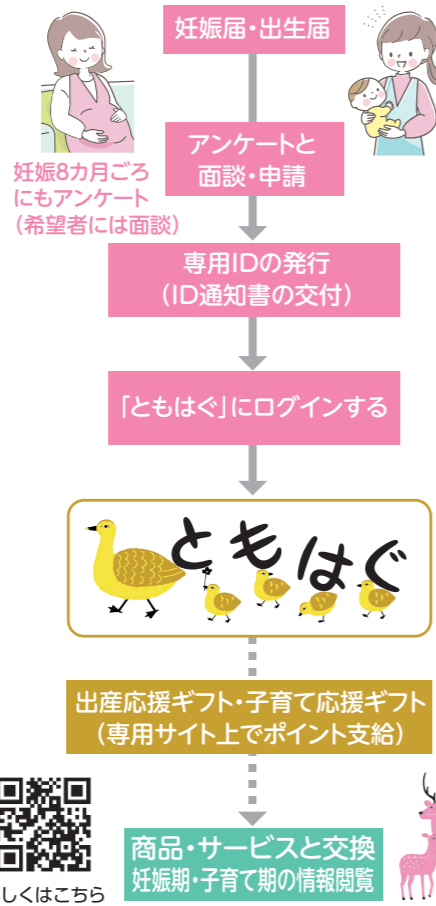 妊娠届・出生届
アンケートと
面談・申請
妊娠8カ月ごろ
にもアンケート
(希望者には面談)
専用IDの発行
(ID通知書の交付)
「ともはぐ」にログインする
ともはぐ
出産応援ギフト・子育て応援ギフト
(専用サイト上でポイント支給)
商品・サービスと交換
妊娠期・子育て期の情報閲覧
しくはこちら